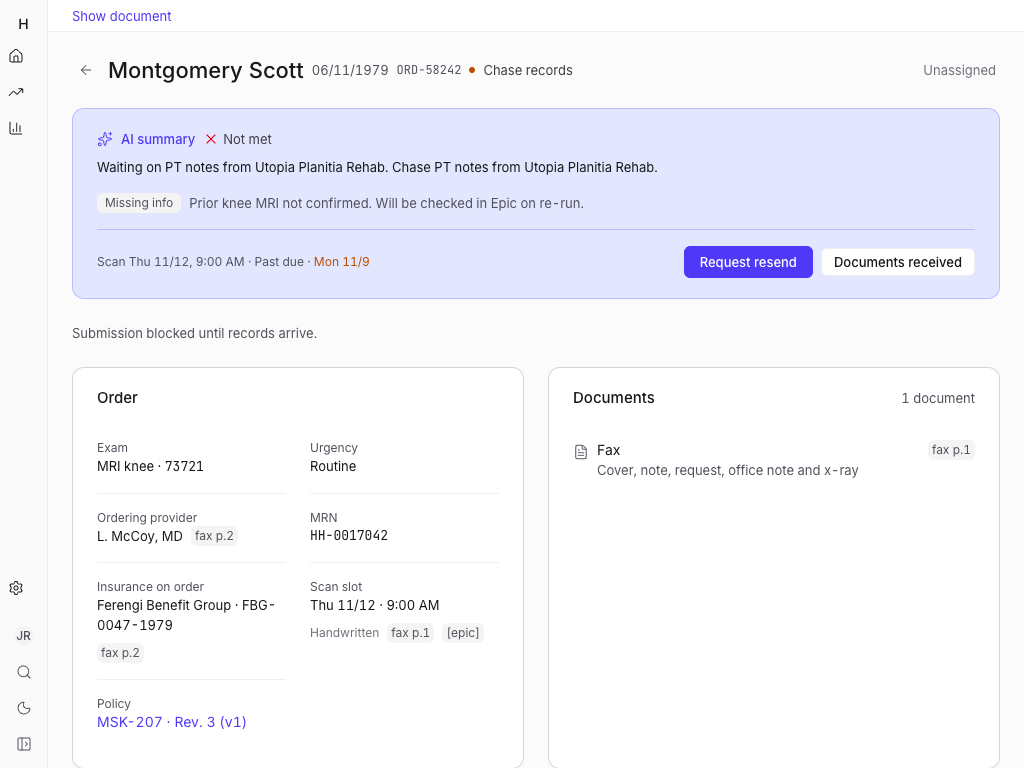 Show document
H
Montgomery Scott 06/11/1979 ORD-58242 Chase records Unassigned
AI summary Not met
Waiting on PT notes from Utopia Planitia Rehab. Chase PT notes from Utopia Planitia Rehab.
Missing info Prior knee MRI not confirmed. Will be checked in Epic on re-run.
Scan Thu 11/12, 9:00 AM · Past due · Mon 11/9 Request resend Documents received
Submission blocked until records arrive.
Order
Exam
MRI knee · 73721
Urgency
Routine
Ordering provider
L. McCoy, MD fax p.2
MRN
HH-0017042
Insurance on order
Ferengi Benefit Group · FBG-
0047-1979
fax p.2
Scan slot
Thu 11/12 · 9:00 AM
Handwritten fax p.1 [epic]
Policy
MSK-207 · Rev. 3 (v1)
Documents 1 document
Fax fax p.1
Cover, note, request, office note and x-ray
JR